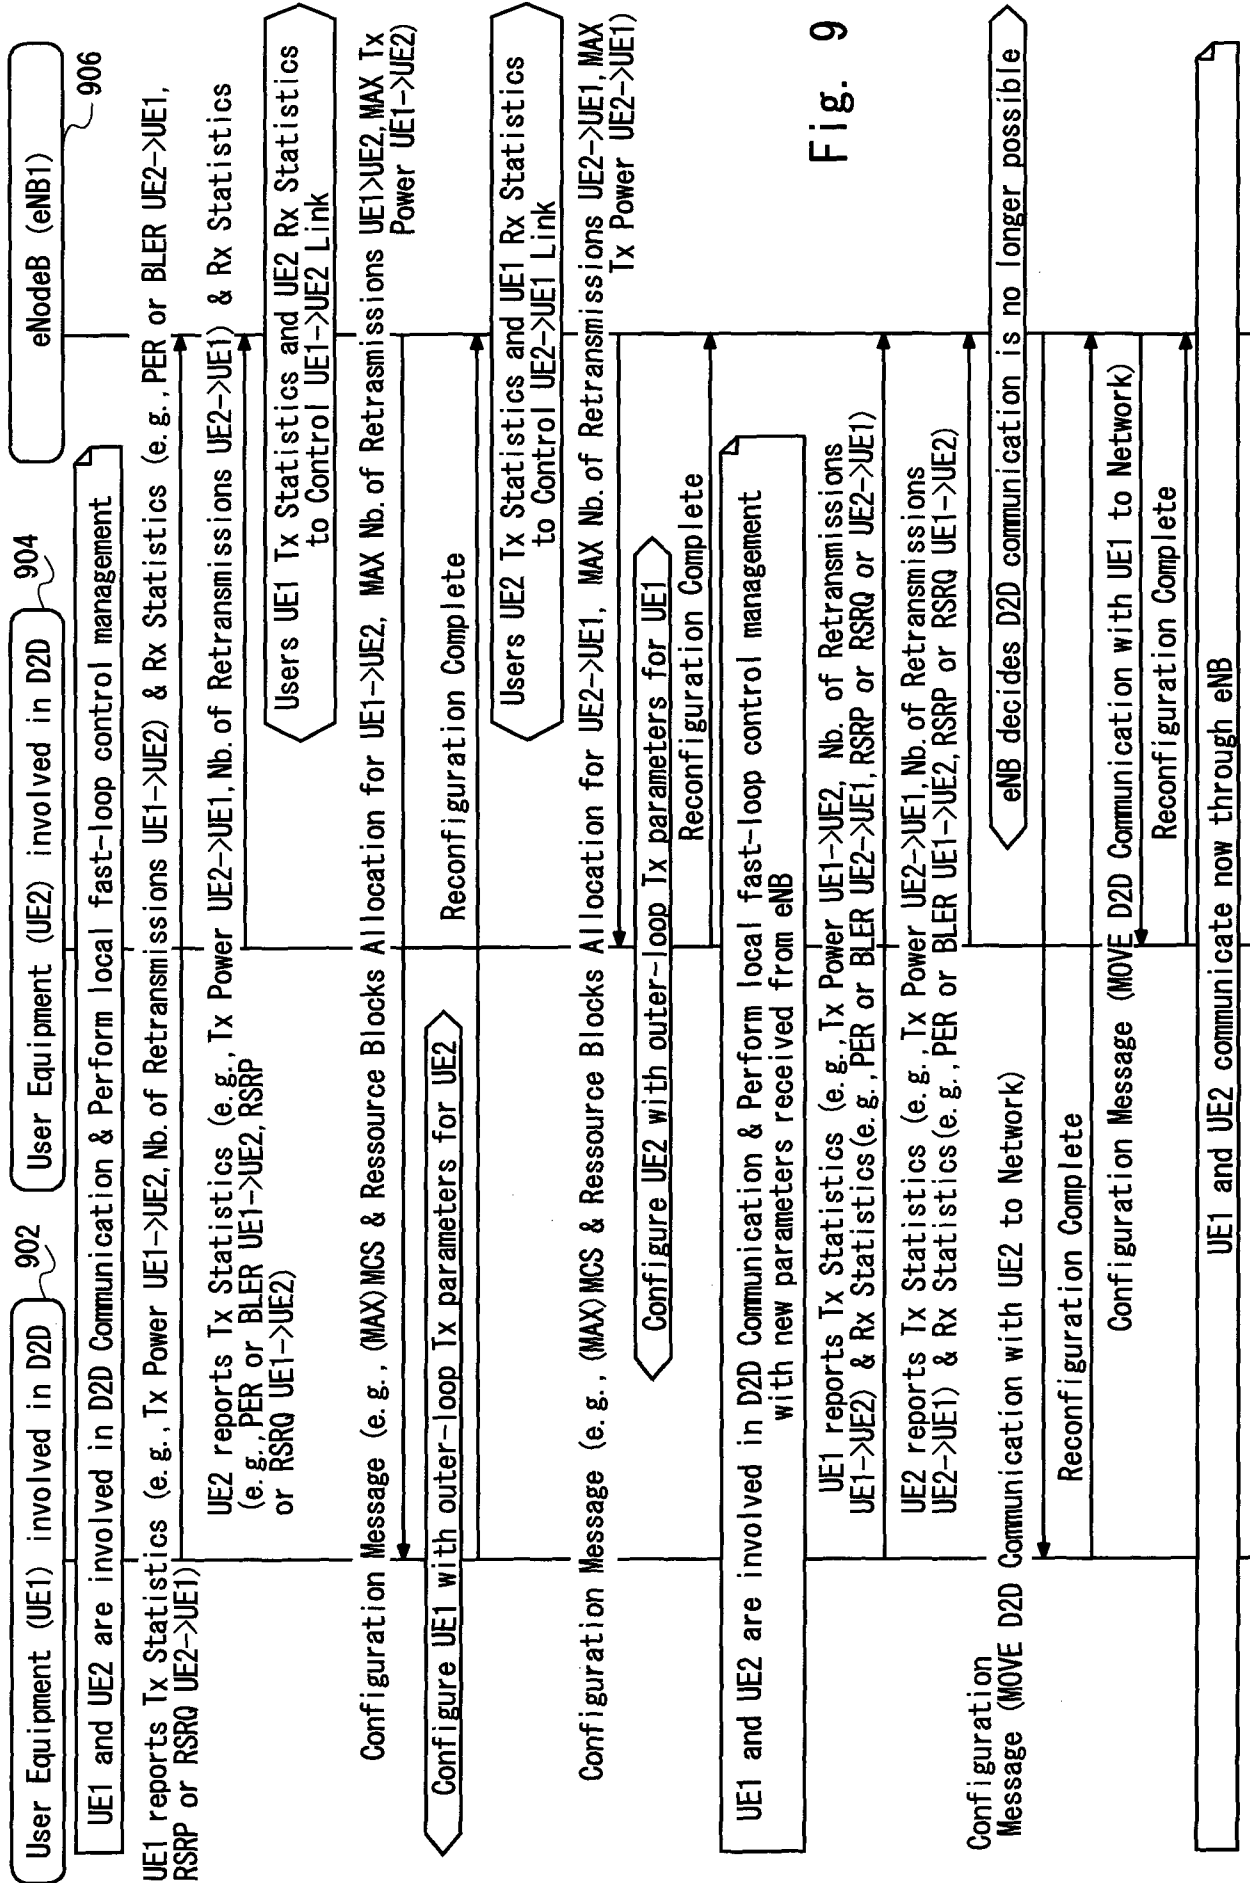 User Equipment (UE1) involved in D2D
902
User Equipment (UE2) involved in D2D
904
eNodeB (eNB1)
906
UE1 and UE2 are involved in D2D Communication & Perform local fast-loop control management
UE1 reports Tx Statistics (e.g.,Tx Power UE1->UE2,Nb.of Retransmissions UE1->UE2) & Rx Statistics (e.g.,PER or BLER UE2->UE1,
RSRP or RSRQ UE2->UE1)
UE2 reports Tx Statistics (e.g.,Tx Power UE2->UE1,Nb.of Retransmissions UE2->UE1) & Rx Statistics
(e.g.,PER or BLER UE1->UE2,RSRP
or RSRQ UE1->UE2)
Users UE1 Tx Statistics and UE2 Rx Statistics
to Control UE1->UE2 Link
Configuration Message (e.g.,(MAX)MCS & Ressource Blocks Allocation for UE1->UE2, MAX Nb.of Retrasmissions UE1>UE2,MAX Tx
Power UE1->UE2)
Configure UE1 with outer-loop Tx parameters for UE2
Reconfiguration Complete
Users UE2 Tx Statistics and UE1 Rx Statistics
to Control UE2->UE1 Link
Configuration Message (e.g.,(MAX)MCS & Ressource Blocks Allocation for UE2->UE1, MAX No.of Retransmissions UE2->UE1,MAX
Tx Power UE2->UE1)
Configure UE2 with outer-loop Tx parameters for UE1
Reconfiguration Complete
UE1 and UE2 are involved in D2D Communication & Perform local fast-loop control management
with new parameters received from eNB
UE1 reports Tx Statistics (e.g.,Tx Power UE1->UE2, Nb. of Retransmissions
UE1->UE2) & Rx Statistics(e.g,PER or BLER UE2->UE1,RSRP or RSRQ or UE2->UE1)
UE2 reports Tx Statistics (e.g.,Tx Power UE2->UE1,Nb.of Retransmissions
UE2->UE1) & Rx Statistics(e.g.,PER or BLER UE1->UE2,RSRP or RSRQ UE1->UE2)
eNB decides D2D communication is no longer possible
Configuration
Message (MOVE D2D Communication with UE2 to Network)
Reconfiguration Complete
Configuration Message (MOVE D2D Communication with UE1 to Network)
Reconfiguration Complete
UE1 and UE2 communicate now through eNB
Fig. 9